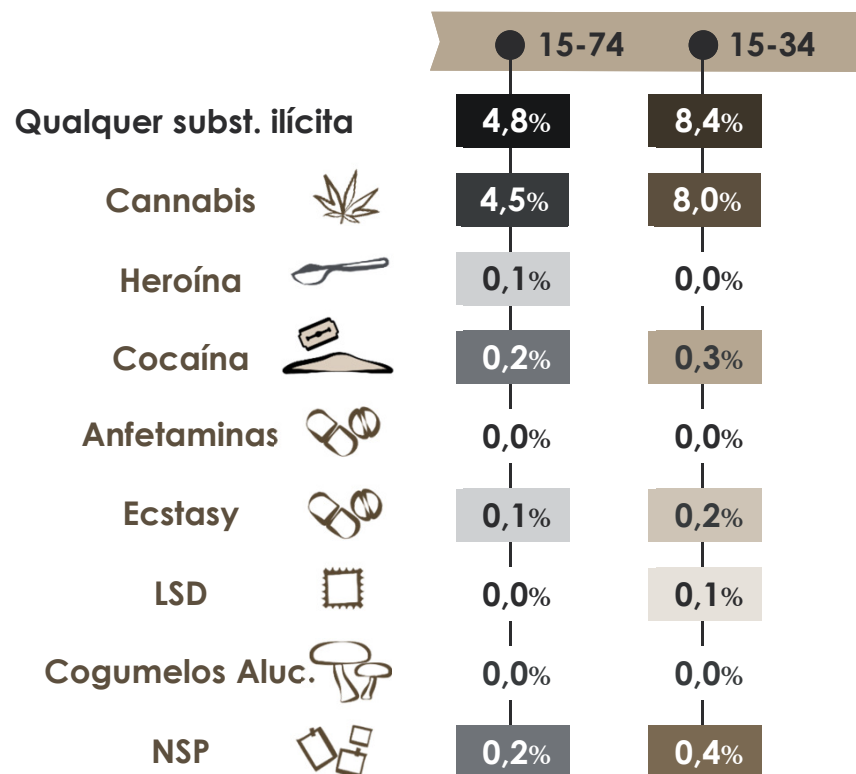 15-74 15-34
Qualquer subst. ilícita 4,8% 8,4%
Cannabis 4,5% 8,0%
Heroína 0,1% 0,0%
Cocaína 0,2% 0,3%
Anfetaminas 0,0% 0,0%
Ecstasy 0,1% 0,2%
LSD 0,0% 0,1%
Cogumelos Aluc. 0,0% 0,0%
NSP 0,2% 0,4%